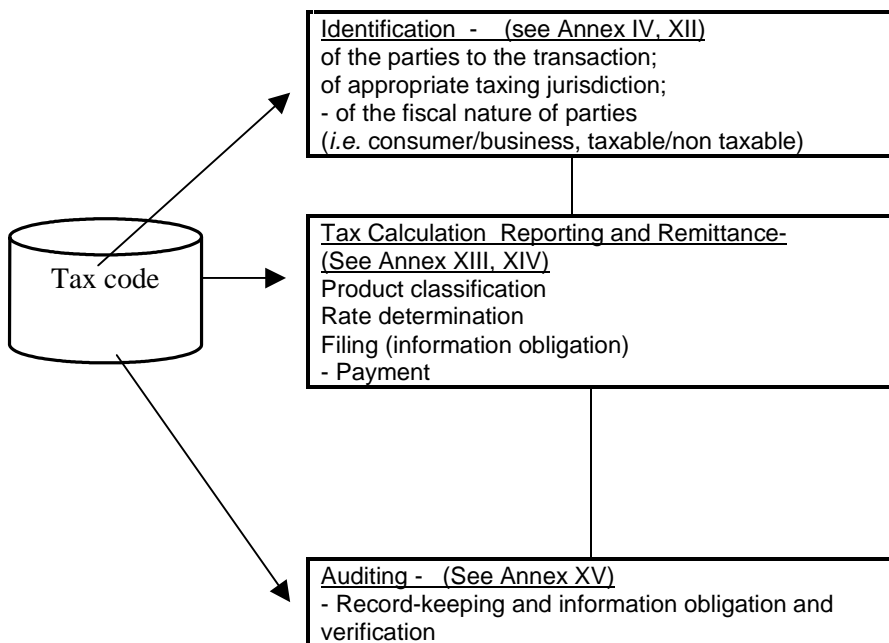 Identification - (see Annex IV, XII)
of the parties to the transaction;
of appropriate taxing jurisdiction;
- of the fiscal nature of parties
(i.e. consumer/business, taxable/non taxable)
Tax code
Tax Calculation Reporting and Remittance-
(See Annex XIII, XIV)
Product classification
Rate determination
Filing (information obligation)
- Payment
Auditing - (See Annex XV)
- Record-keeping and information obligation and
verification